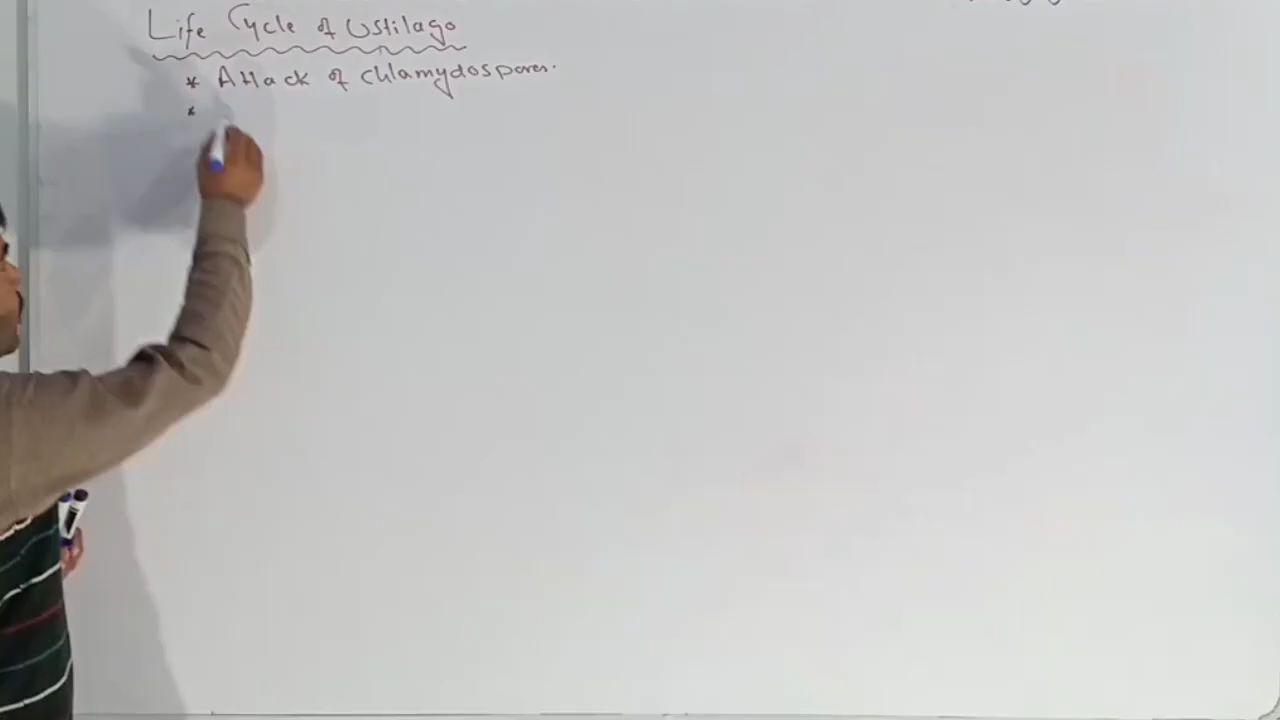 Life Cycle of Ustilago
* Attack of chlamydospores.
*